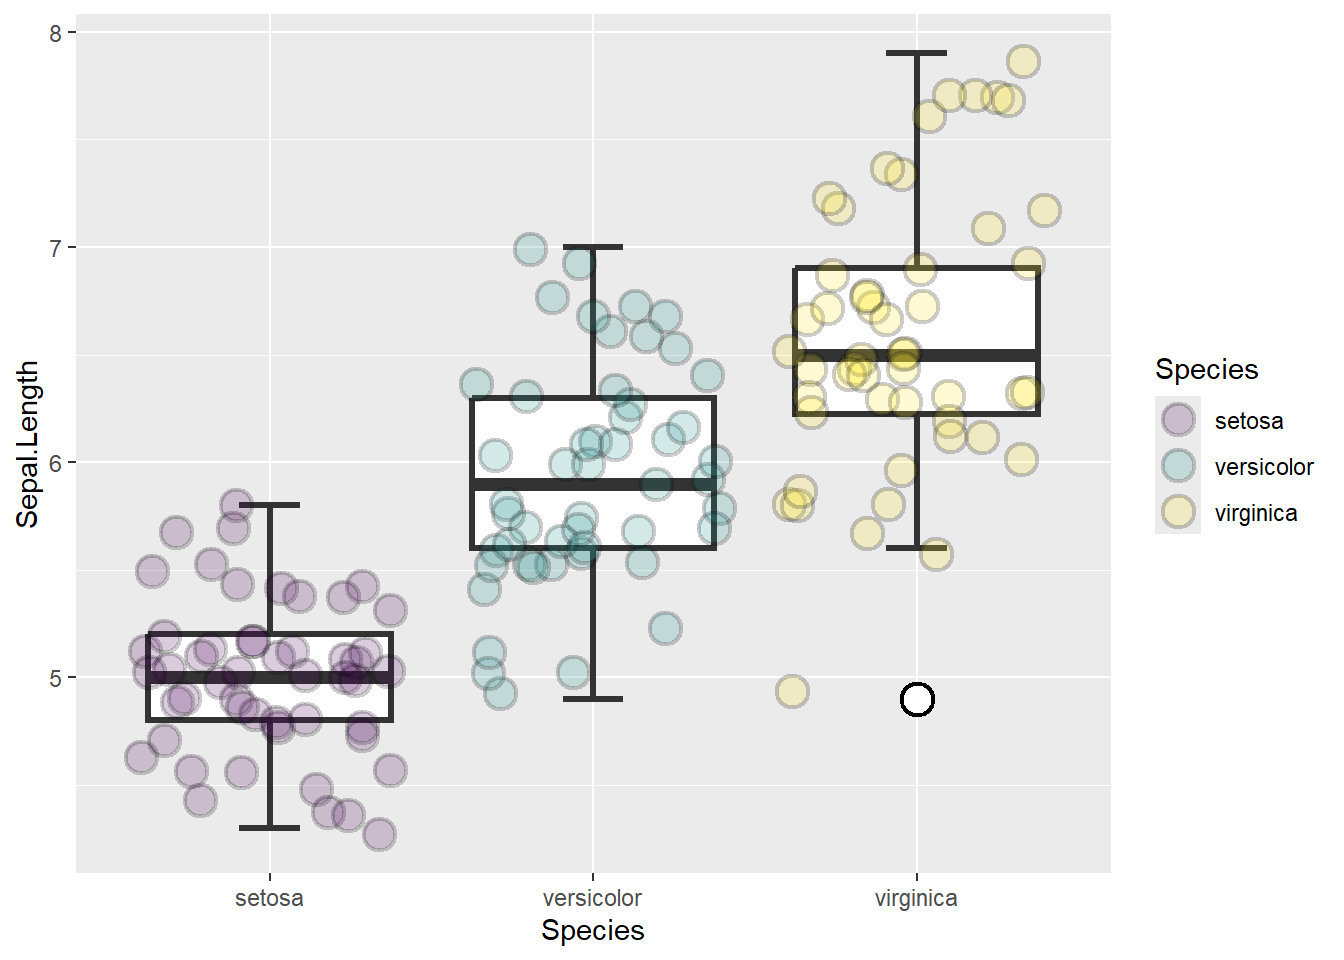 8
7
6
5
Sepal.Length
setosa
versicolor
virginica
Species
Species
setosa
versicolor
virginica